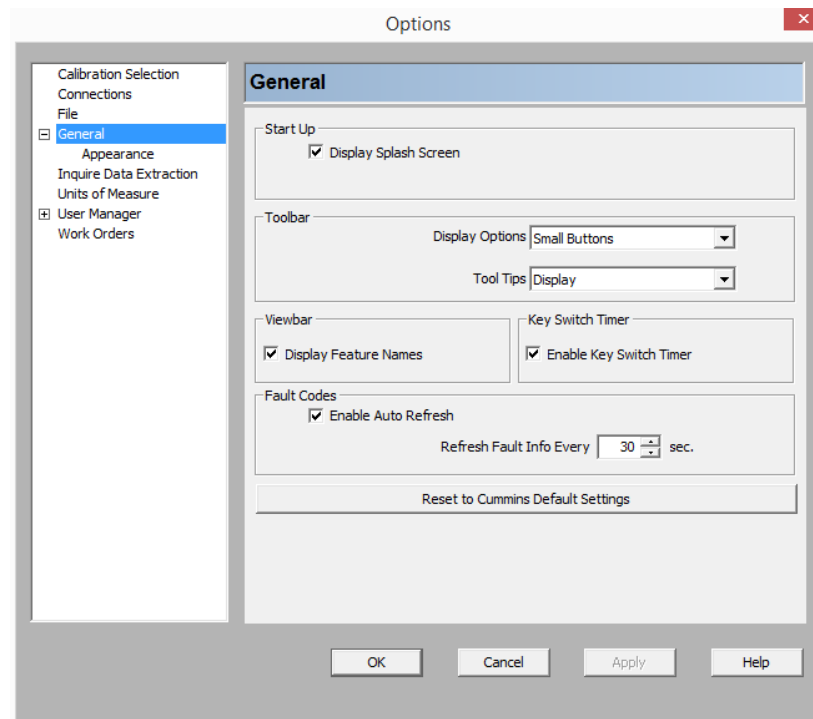 Options
Calibration Selection
Connections
File
General
Appearance
Inquire Data Extraction
Units of Measure
User Manager
Work Orders
General
Start Up
Display Splash Screen
Toolbar
Display Options Small Buttons
Tool Tips Display
Viewbar
Display Feature Names
Key Switch Timer
Enable Key Switch Timer
Fault Codes
Enable Auto Refresh
Refresh Fault Info Every 30 sec.
Reset to Cummins Default Settings
OK Cancel Apply Help